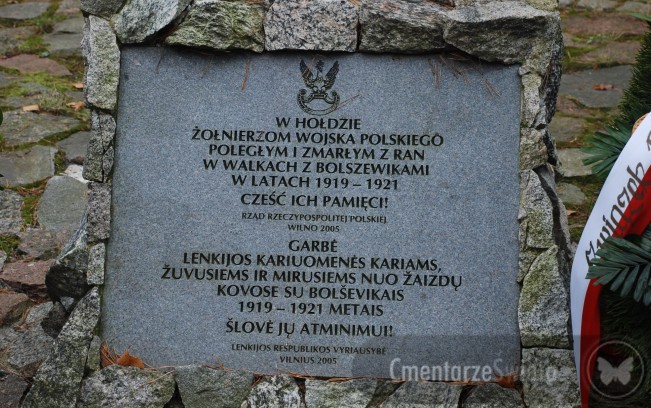 W HOŁDZIE
ŻOŁNIERZOM WOJSKA POLSKIEGO
POLEGŁYM I ZMARŁYM Z RAN
W WALKACH Z BOLSZEWIKAMI
W LATACH 1919 – 1921
CZEŚĆ ICH PAMIĘCI!
RZĄD RZECZYPOSPOLITEJ POLSKIEJ
WILNO 2005
GARBĖ
LENKIJOS KARIUOMENĖS KARIAMS,
ŽUVUSIEMS IR MIRUSIEMS NUO ŽAIZDŲ
KOVOSE SU BOLŠEVIKAIS
1919 – 1921 METAIS
ŠLOVĖ JŲ ATMINIMUI!
LENKIJOS RESPUBLIKOS VYRIAUSYBĖ
VILNIUS 2005
Związek
CmentarzeŚwiata